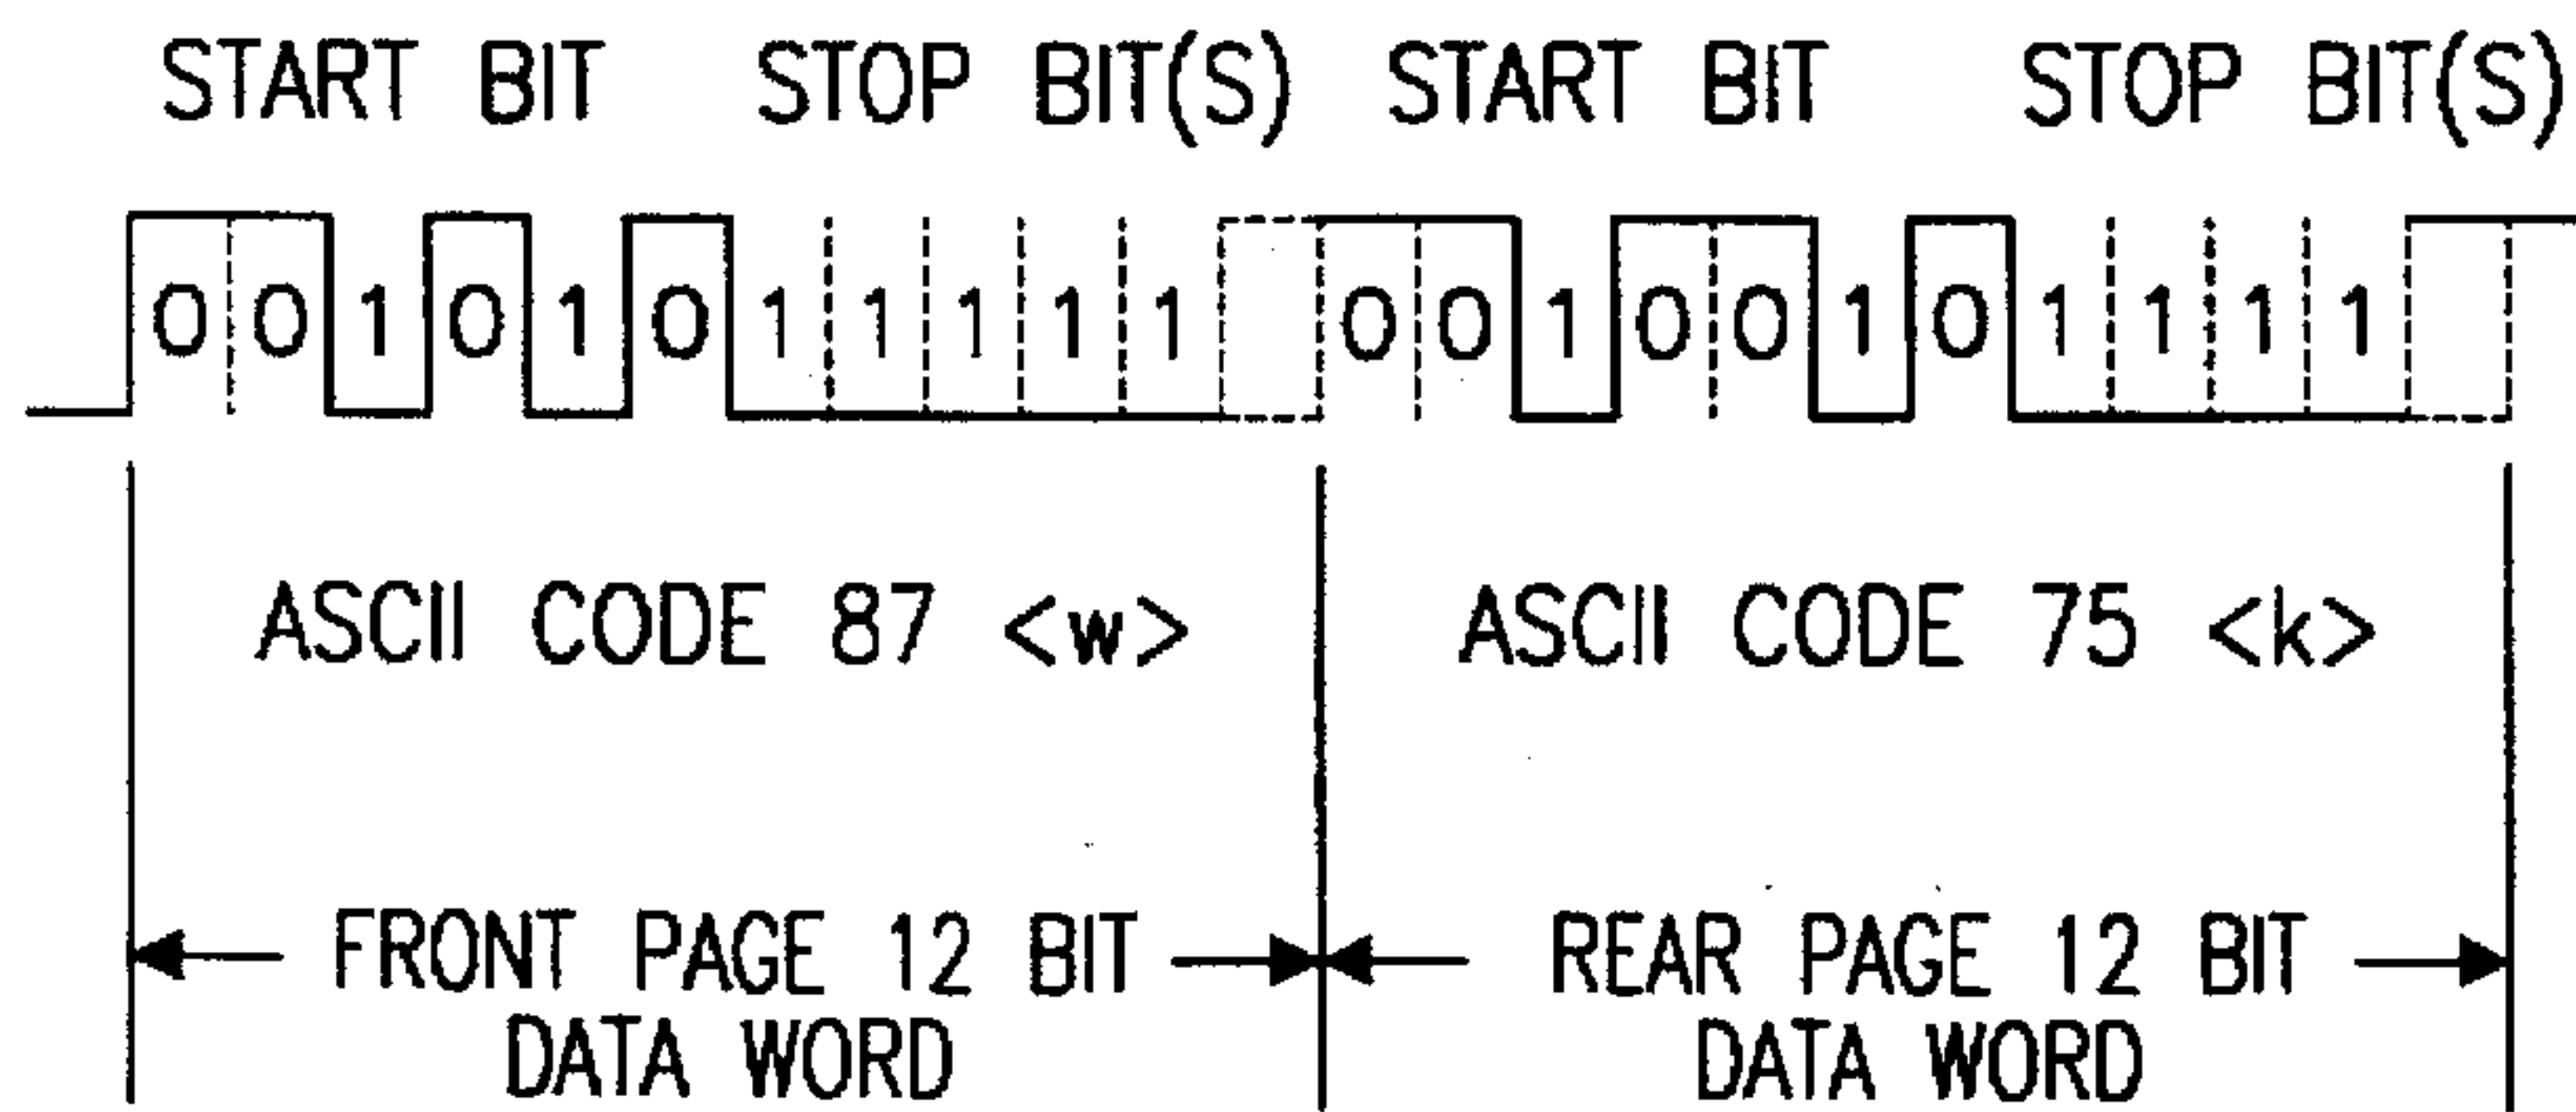 START BIT STOP BIT(S) START BIT STOP BIT(S)
0 0 1 0 1 0 1 1 1 1 1 0 0 1 0 0 1 0 1 1 1 1
ASCII CODE 87 <w> ASCII CODE 75 <k>
FRONT PAGE 12 BIT REAR PAGE 12 BIT
DATA WORD DATA WORD